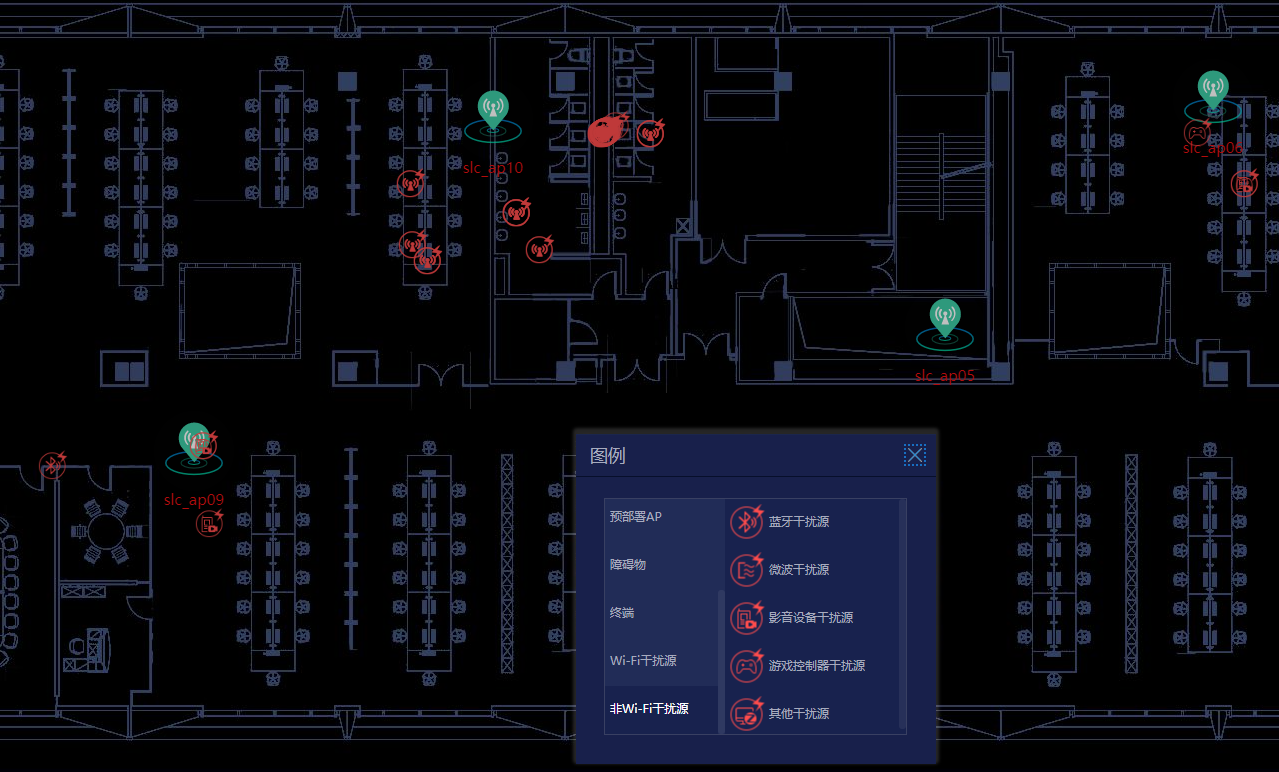 slc_ap10
slc_ap06
slc_ap05
slc_ap09
图例
预部署AP
障碍物
终端
Wi-Fi干扰源
非Wi-Fi干扰源
蓝牙干扰源
微波干扰源
影音设备干扰源
游戏控制器干扰源
其他干扰源